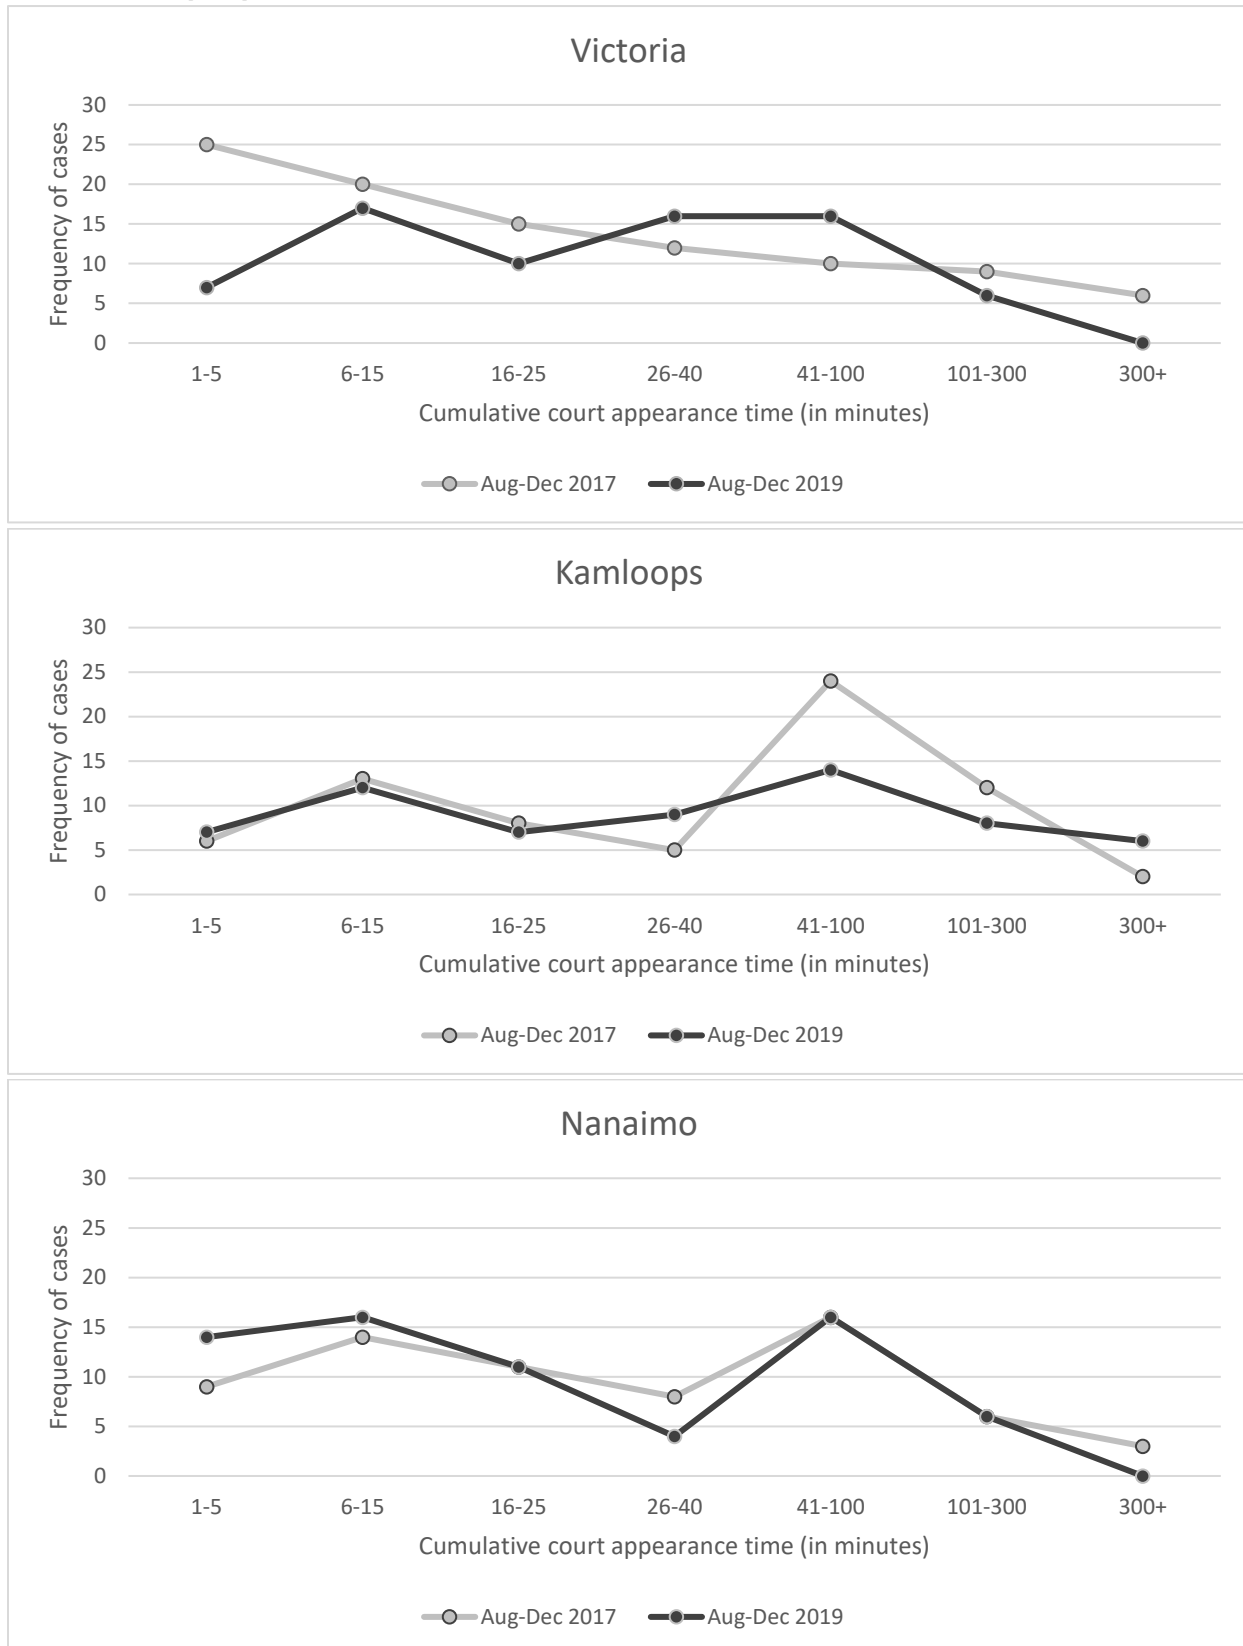 Victoria
30
25
20
15
10
5
0
Frequency of cases
1-5 6-15 16-25 26-40 41-100 101-300 300+
Cumulative court appearance time (in minutes)
Aug-Dec 2017 Aug-Dec 2019
Kamloops
30
25
20
15
10
5
0
Frequency of cases
1-5 6-15 16-25 26-40 41-100 101-300 300+
Cumulative court appearance time (in minutes)
Aug-Dec 2017 Aug-Dec 2019
Nanaimo
30
25
20
15
10
5
0
Frequency of cases
1-5 6-15 16-25 26-40 41-100 101-300 300+
Cumulative court appearance time (in minutes)
Aug-Dec 2017 Aug-Dec 2019